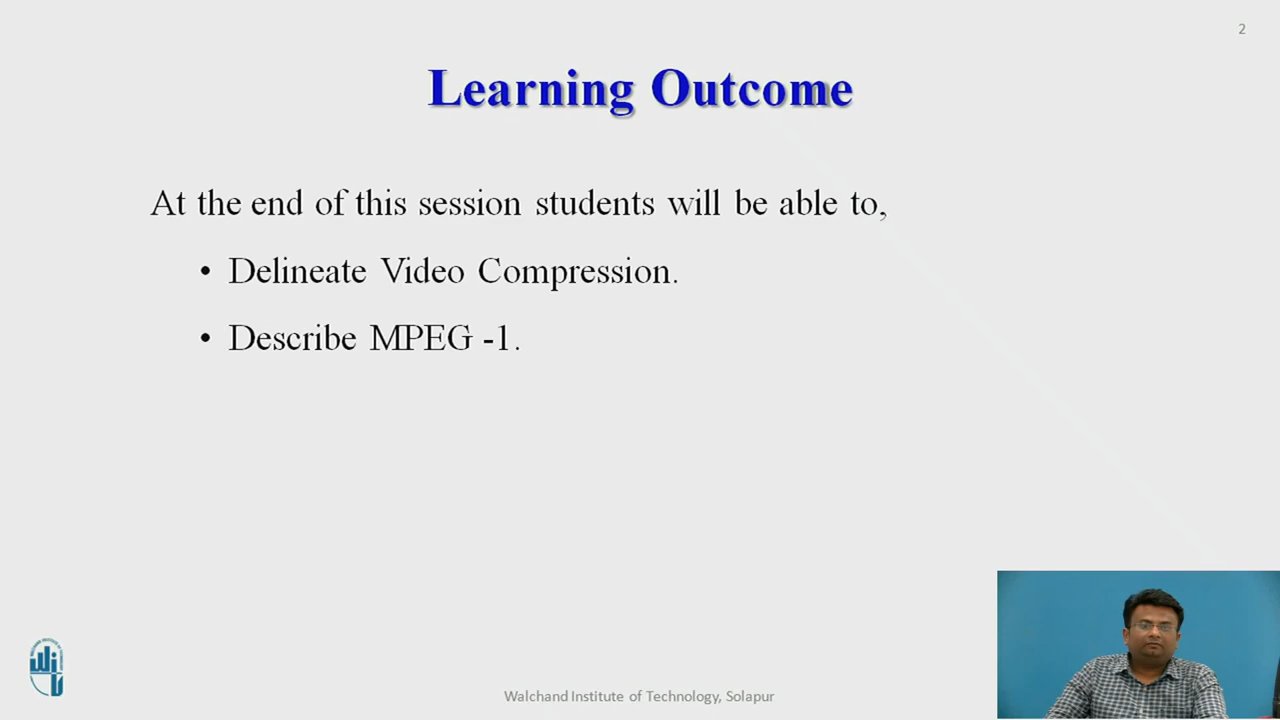 2
Learning Outcome
At the end of this session students will be able to,
• Delineate Video Compression.
• Describe MPEG -1.
Walchand Institute of Technology, Solapur